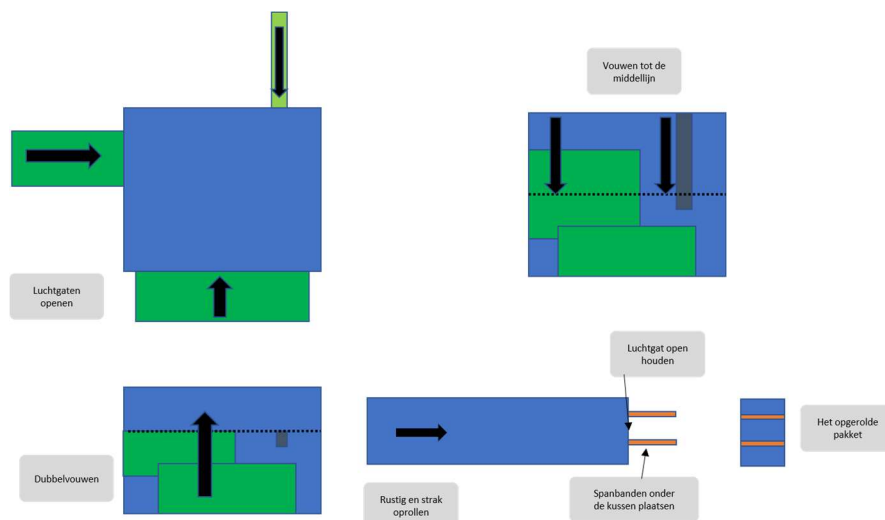 Vouwen tot de
middellijn
Luchtgaten
openen
Luchtgat open
houden
Het opgerolde
pakket
Dubbelvouwen
Rustig en strak
oprollen
Spanbanden onder
de kussen plaatsen